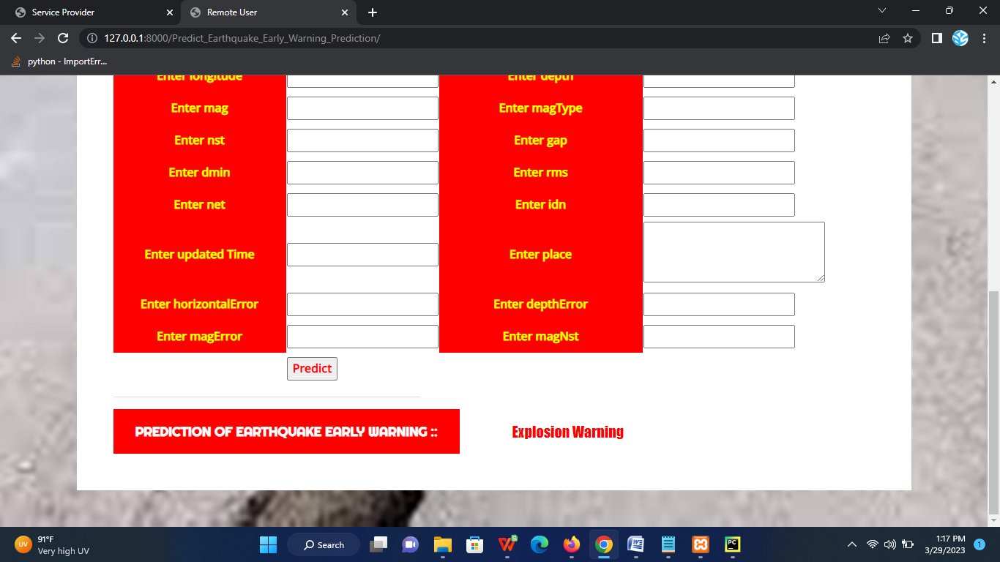 Service Provider
Remote User
127.0.0.1:8000/Predict_Earthquake_Early_Warning_Prediction/
python - ImportErr...
Enter longitude
Enter depth
Enter mag
Enter magType
Enter nst
Enter gap
Enter dmin
Enter rms
Enter net
Enter idn
Enter updated Time
Enter place
Enter horizontalError
Enter depthError
Enter magError
Enter magNst
Predict
PREDICTION OF EARTHQUAKE EARLY WARNING ::
Explosion Warning
UV
91°F
Very high UV
Search
W
S
W
PC
1:17 PM
3/29/2023
1